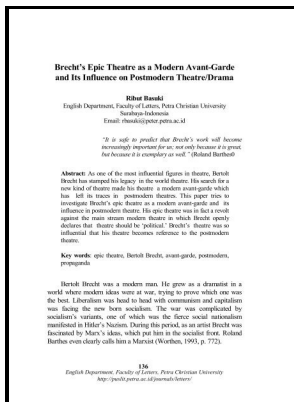 Brecht's Epic Theatre as a Modern Avant-Garde
and Its Influence on Postmodern Theatre/Drama
Ribut Basuki
English Department, Faculty of Letters, Petra Christian University
Surabaya-Indonesia
Email: rbasuki@peter.petra.ac.id
"It is safe to predict that Brecht's work will become
increasingly important for us; not only because it is great,
but because it is exemplary as well." (Roland Barthes)
Abstract: As one of the most influential figures in theatre, Bertolt
Brecht has stamped his legacy in the world theatre. His search for a
new kind of theatre made his theatre a modern avant-garde which
has left its traces in postmodern theatres. This paper tries to
investigate Brecht's epic theatre as a modern avant-garde and its
influence in postmodern theatre. His epic theatre was in fact a revolt
against the main stream modern theatre in which Brecht openly
declares that theatre should be 'political.' Brecht's theatre was so
influential that his theatre becomes reference to the postmodern
theatre.
Key words: epic theatre, Bertolt Brecht, avant-garde, postmodern,
propaganda
Bertolt Brecht was a modern man. He grew as a dramatist in a
world where modern ideas were at war, trying to prove which one was
the best. Liberalism was head to head with communism and capitalism
was facing the new born socialism. The war was complicated by
socialism's variants, one of which was the fierce social nationalism
manifested in Hitler's Nazism. During this period, as an artist Brecht was
fascinated by Marx's ideas, which put him in the socialist front. Roland
Barthes even clearly calls him a Marxist (Worthen, 1993, p. 772).
136
English Department, Faculty of Letters, Petra Christian University
http://puslit.petra.ac.id/journals/letters/